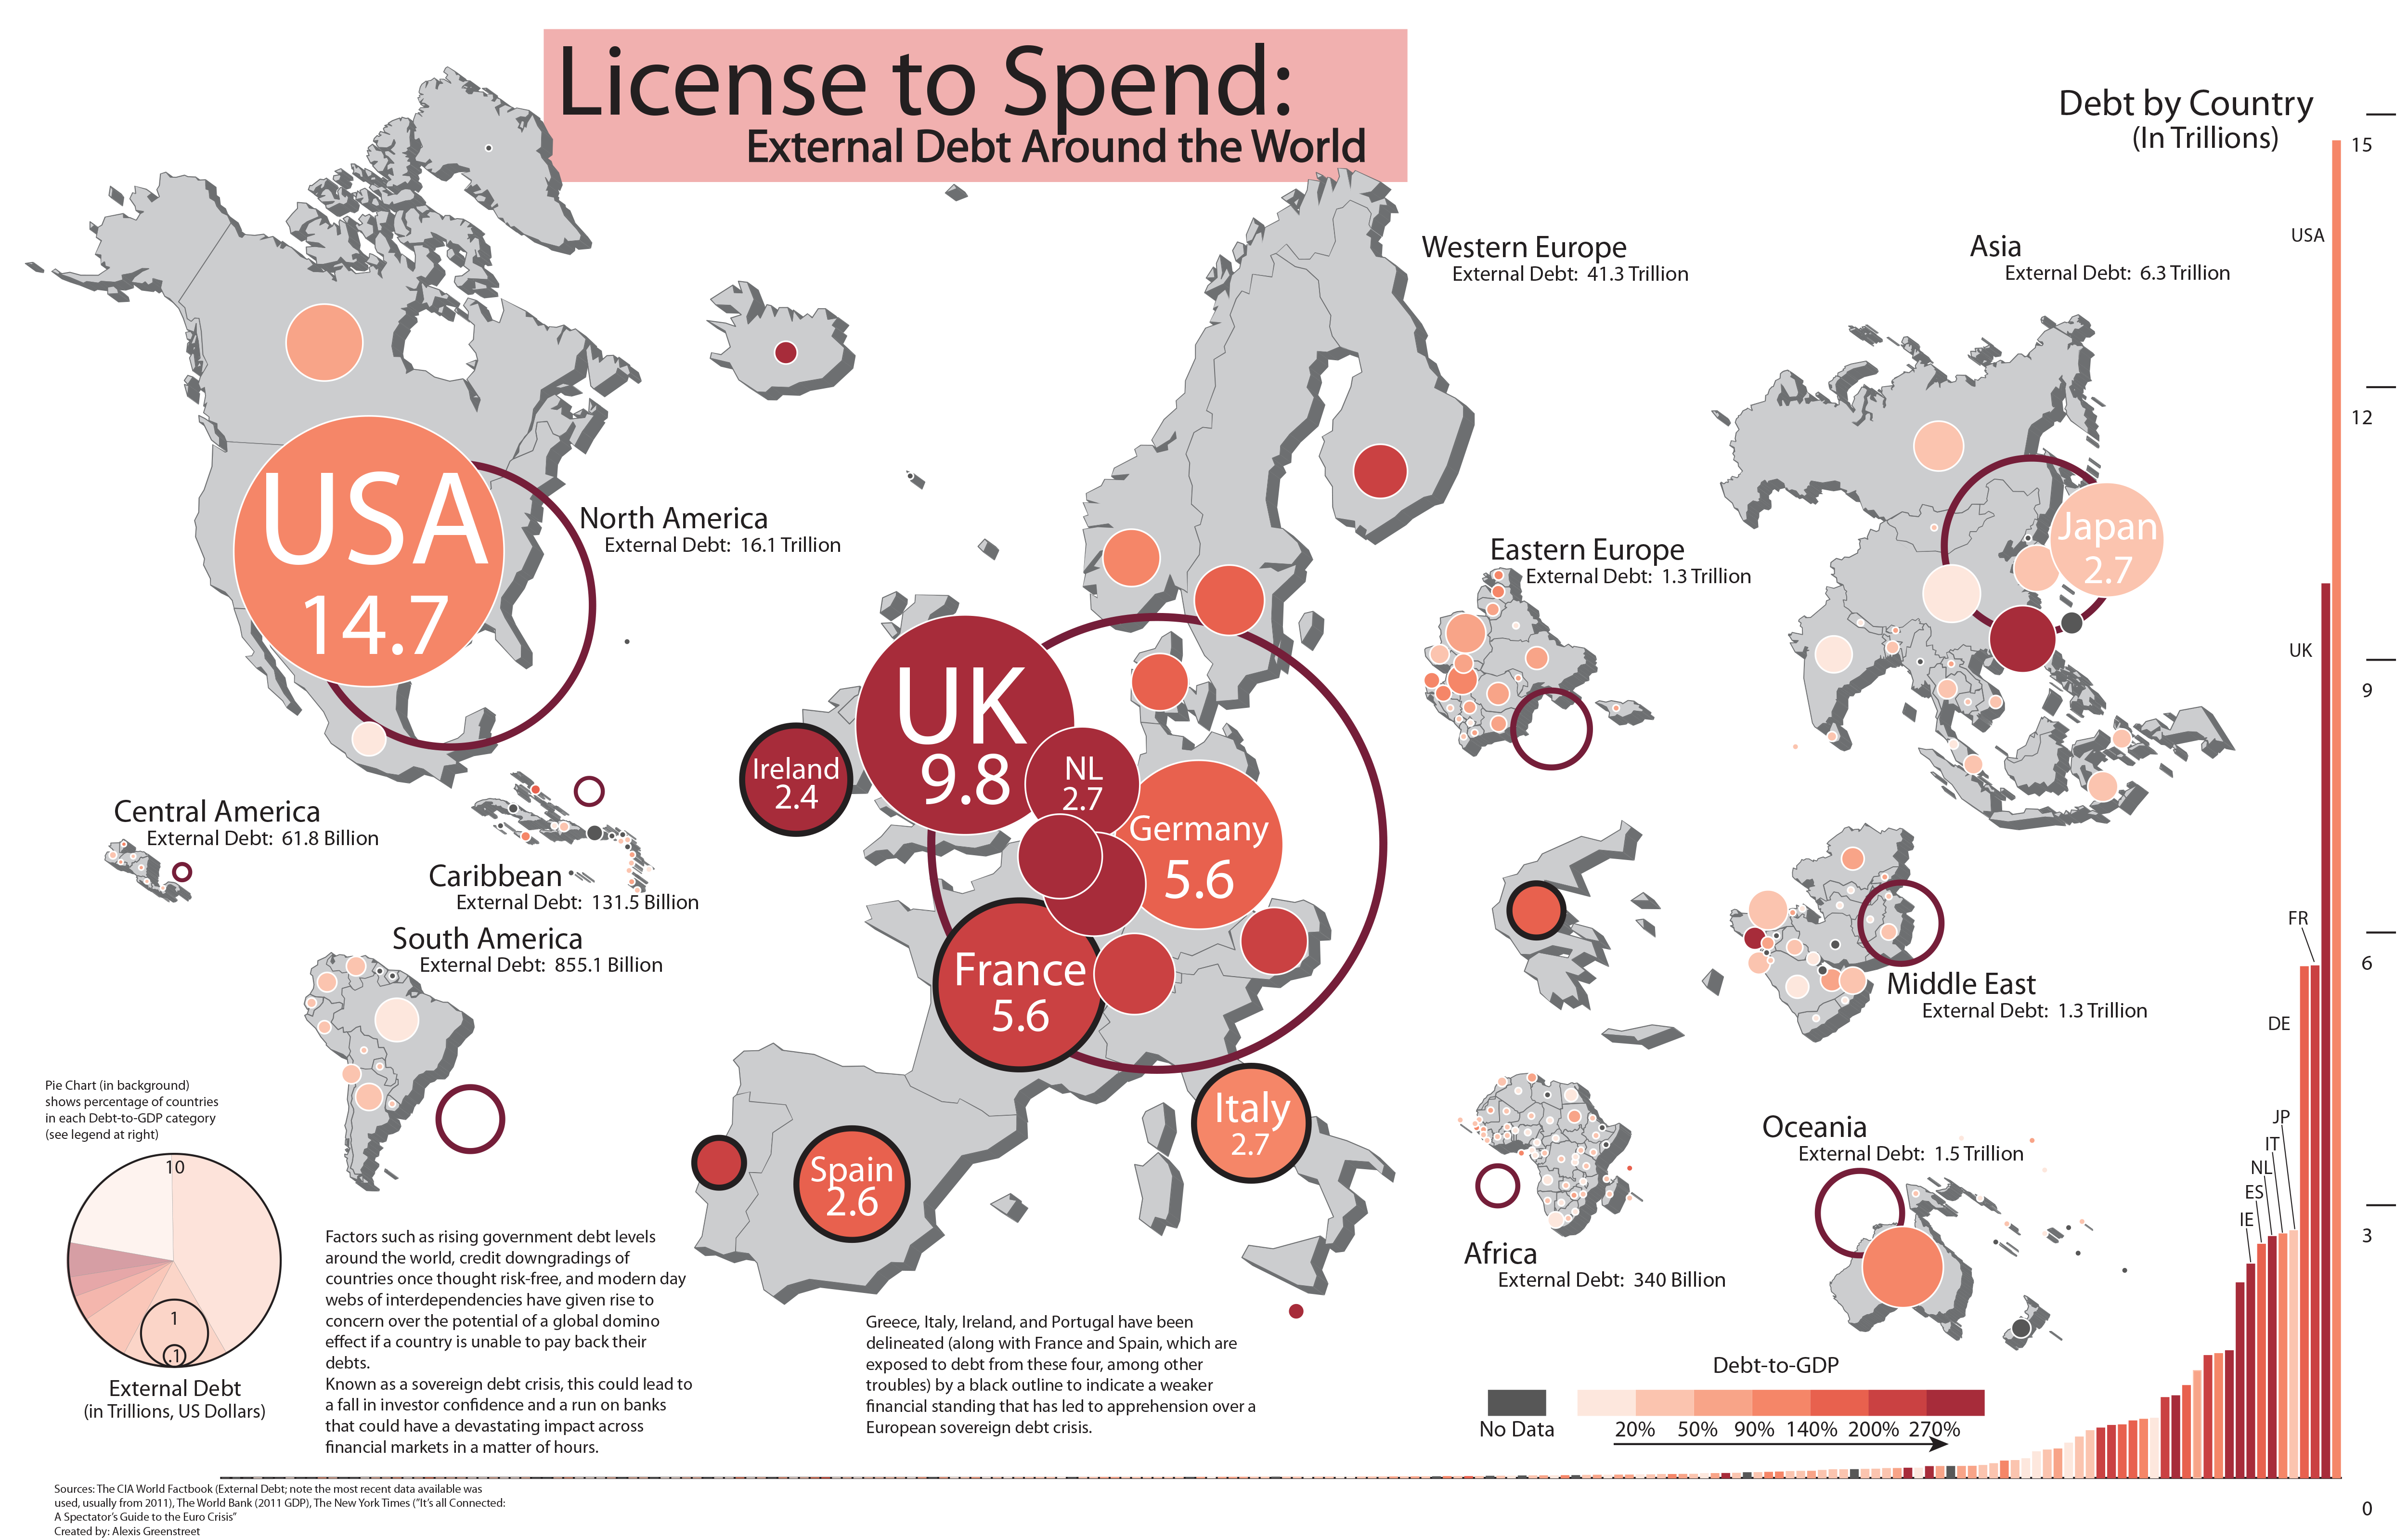 License to Spend:
External Debt Around the World
Debt by Country
(In Trillions)
15
12
9
6
3
0
USA
UK
FR
DE
JP
IT
NL
ES
IE
Western Europe
External Debt: 41.3 Trillion
Asia
External Debt: 6.3 Trillion
USA
14.7
North America
External Debt: 16.1 Trillion
Eastern Europe
External Debt: 1.3 Trillion
Japan
2.7
UK
9.8
Ireland
2.4
NL
2.7
Germany
5.6
France
5.6
Spain
2.6
Italy
2.7
Central America
External Debt: 61.8 Billion
Caribbean
External Debt: 131.5 Billion
South America
External Debt: 855.1 Billion
Middle East
External Debt: 1.3 Trillion
Oceania
External Debt: 1.5 Trillion
Africa
External Debt: 340 Billion
Pie Chart (in background)
shows percentage of countries
in each Debt-to-GDP category
(see legend at right)
10
1
.1
External Debt
(in Trillions, US Dollars)
Factors such as rising government debt levels
around the world, credit downgradings of
countries once thought risk-free, and modern day
webs of interdependencies have given rise to
concern over the potential of a global domino
effect if a country is unable to pay back their
debts.
Known as a sovereign debt crisis, this could lead to
a fall in investor confidence and a run on banks
that could have a devastating impact across
financial markets in a matter of hours.
Greece, Italy, Ireland, and Portugal have been
delineated (along with France and Spain, which are
exposed to debt from these four, among other
troubles) by a black outline to indicate a weaker
financial standing that has led to apprehension over a
European sovereign debt crisis.
Debt-to-GDP
No Data
20% 50% 90% 140% 200% 270%
Sources: The CIA World Factbook (External Debt; note the most recent data available was
used, usually from 2011), The World Bank (2011 GDP), The New York Times ("It's all Connected:
A Spectator's Guide to the Euro Crisis"
Created by: Alexis Greenstreet